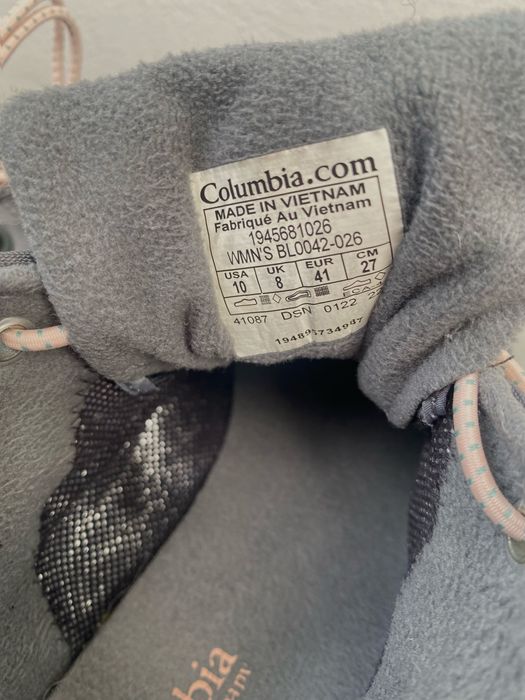 Columbia.com
MADE IN VIETNAM
Fabriqué Au Vietnam
1945681026
WMN'S BL0042-026
USA UK EUR CM
10 8 41 27
41087 DSN 0122
bia